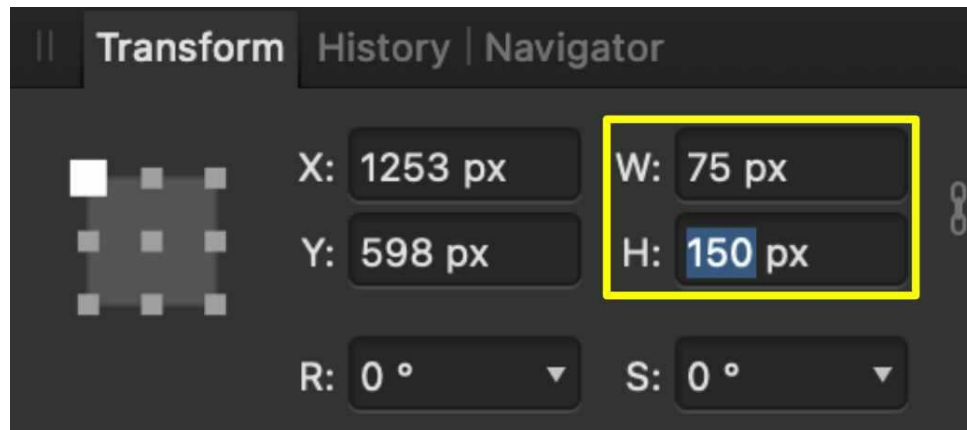 Transform History | Navigator
X: 1253 px W: 75 px
Y: 598 px H: 150 px
R: 0 ° S: 0 °